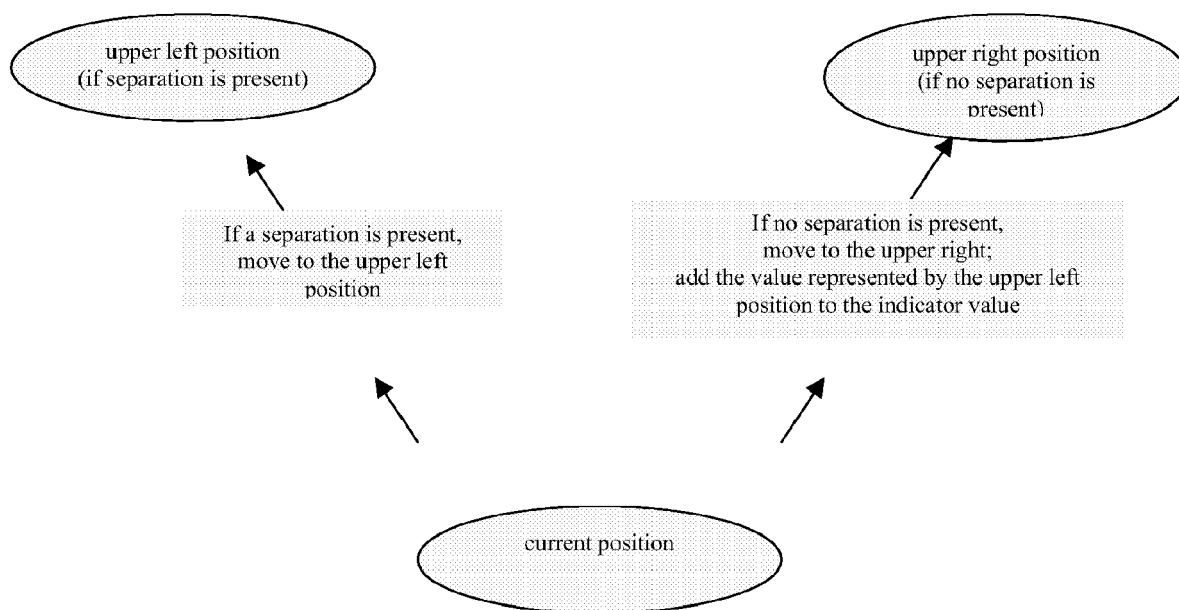 upper left position
(if separation is present)
upper right position
(if no separation is
present)
If a separation is present,
move to the upper left
position
If no separation is present,
move to the upper right;
add the value represented by the upper left
position to the indicator value
current position